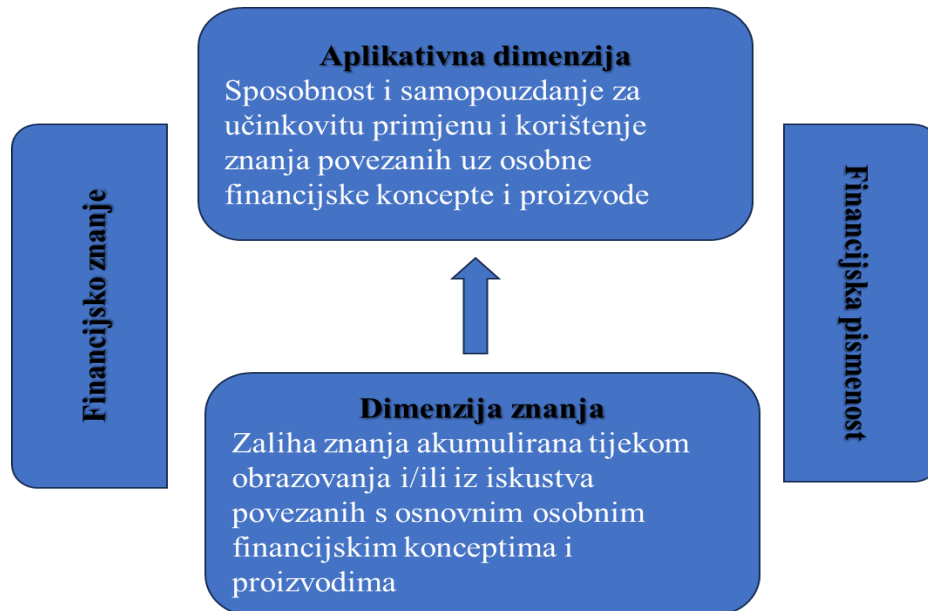 Aplikativna dimenzija
Sposobnost i samopouzdanje za
učinkovitu primjenu i korištenje
znanja povezanih uz osobne
financijske koncepte i proizvode
Financijsko znanje
Financijska pismenost
Dimenzija znanja
Zaliha znanja akumulirana tijekom
obrazovanja i/ili iz iskustva
povezanih s osnovnim osobnim
financijskim konceptima i
proizvodima